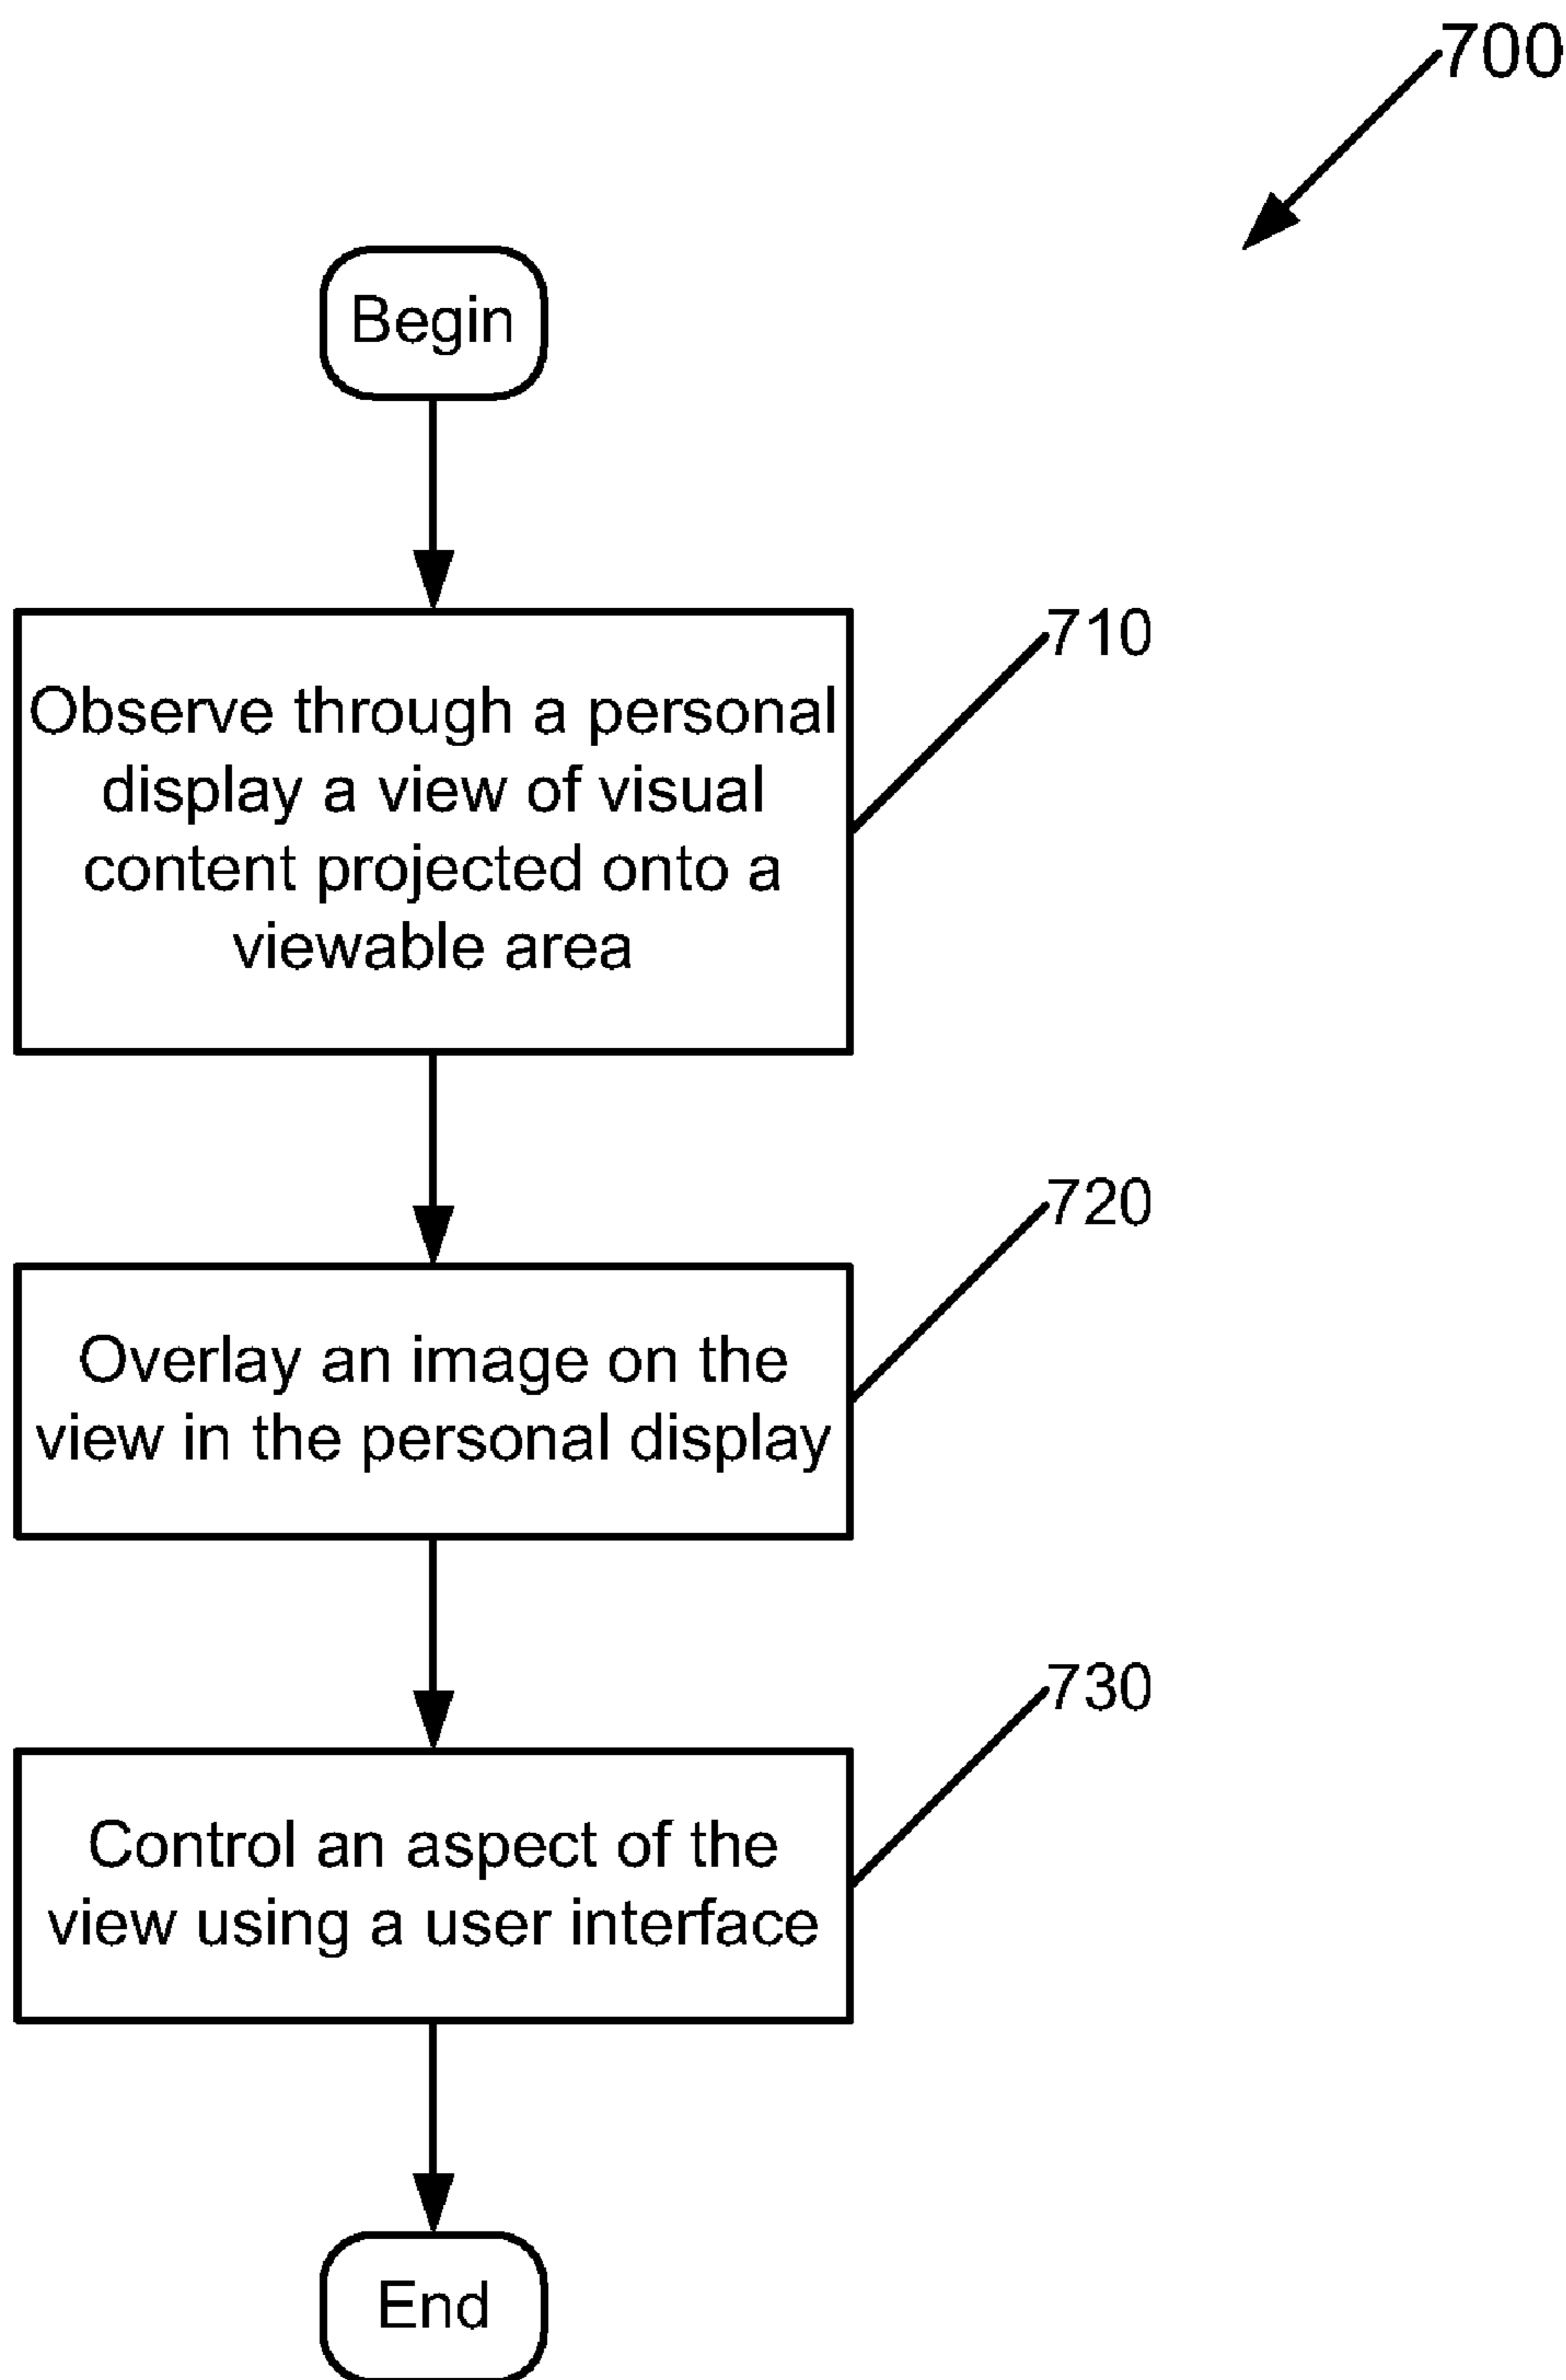 700
Begin
710
Observe through a personal
display a view of visual
content projected onto a
viewable area
720
Overlay an image on the
view in the personal display
730
Control an aspect of the
view using a user interface
End